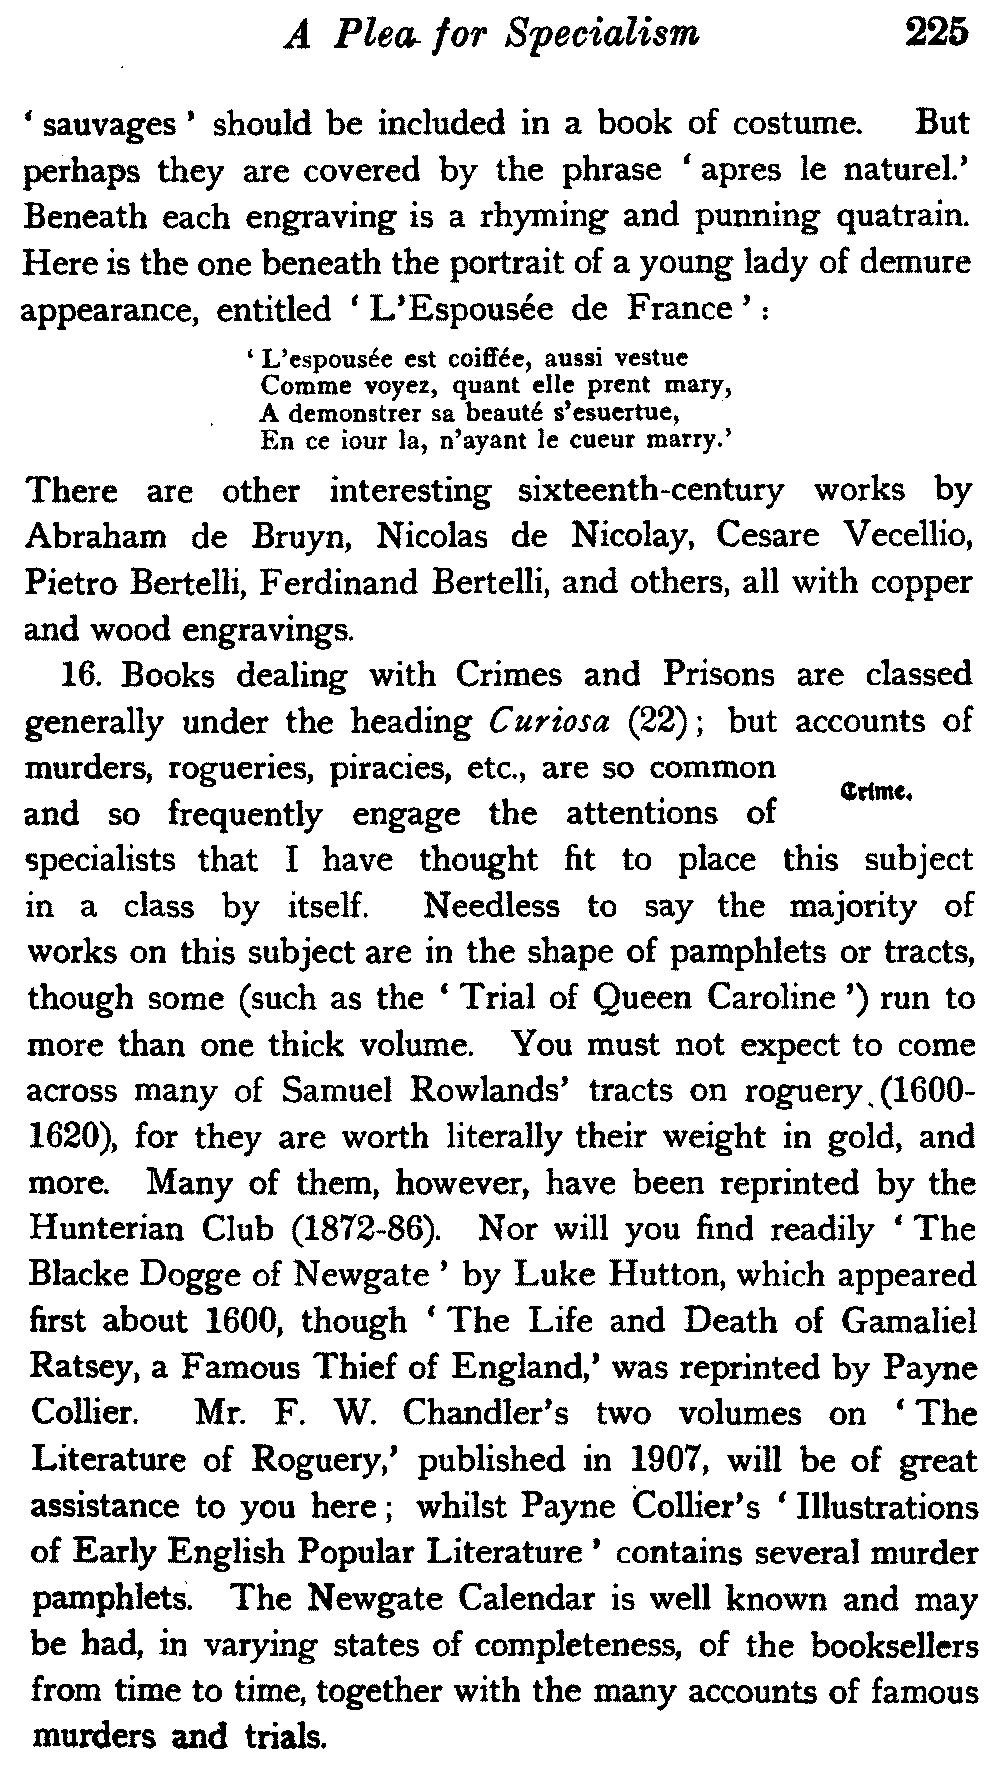 A Plea for Specialism 225
‘ sauvages ’ should be included in a book of costume. But
perhaps they are covered by the phrase ‘ apres le naturel.’
Beneath each engraving is a rhyming and punning quatrain.
Here is the one beneath the portrait of a young lady of demure
appearance, entitled ‘ L’Espousée de France ’ :
‘ L’espousée est coiffée, aussi vestue
Comme voyez, quant elle prent mary,
A demonstrer sa beauté s’esuertue,
En ce iour la, n’ayant le cueur marry.’
There are other interesting sixteenth-century works by
Abraham de Bruyn, Nicolas de Nicolay, Cesare Vecellio,
Pietro Bertelli, Ferdinand Bertelli, and others, all with copper
and wood engravings.
16. Books dealing with Crimes and Prisons are classed
generally under the heading Curiosa (22) ; but accounts of
murders, rogueries, piracies, etc., are so common
Crime.
and so frequently engage the attentions of
specialists that I have thought fit to place this subject
in a class by itself. Needless to say the majority of
works on this subject are in the shape of pamphlets or tracts,
though some (such as the ‘ Trial of Queen Caroline ’) run to
more than one thick volume. You must not expect to come
across many of Samuel Rowlands’ tracts on roguery (1600-
1620), for they are worth literally their weight in gold, and
more. Many of them, however, have been reprinted by the
Hunterian Club (1872-86). Nor will you find readily ‘ The
Blacke Dogge of Newgate ’ by Luke Hutton, which appeared
first about 1600, though ‘ The Life and Death of Gamaliel
Ratsey, a Famous Thief of England,’ was reprinted by Payne
Collier. Mr. F. W. Chandler’s two volumes on ‘ The
Literature of Roguery,’ published in 1907, will be of great
assistance to you here ; whilst Payne Collier’s ‘ Illustrations
of Early English Popular Literature ’ contains several murder
pamphlets. The Newgate Calendar is well known and may
be had, in varying states of completeness, of the booksellers
from time to time, together with the many accounts of famous
murders and trials.